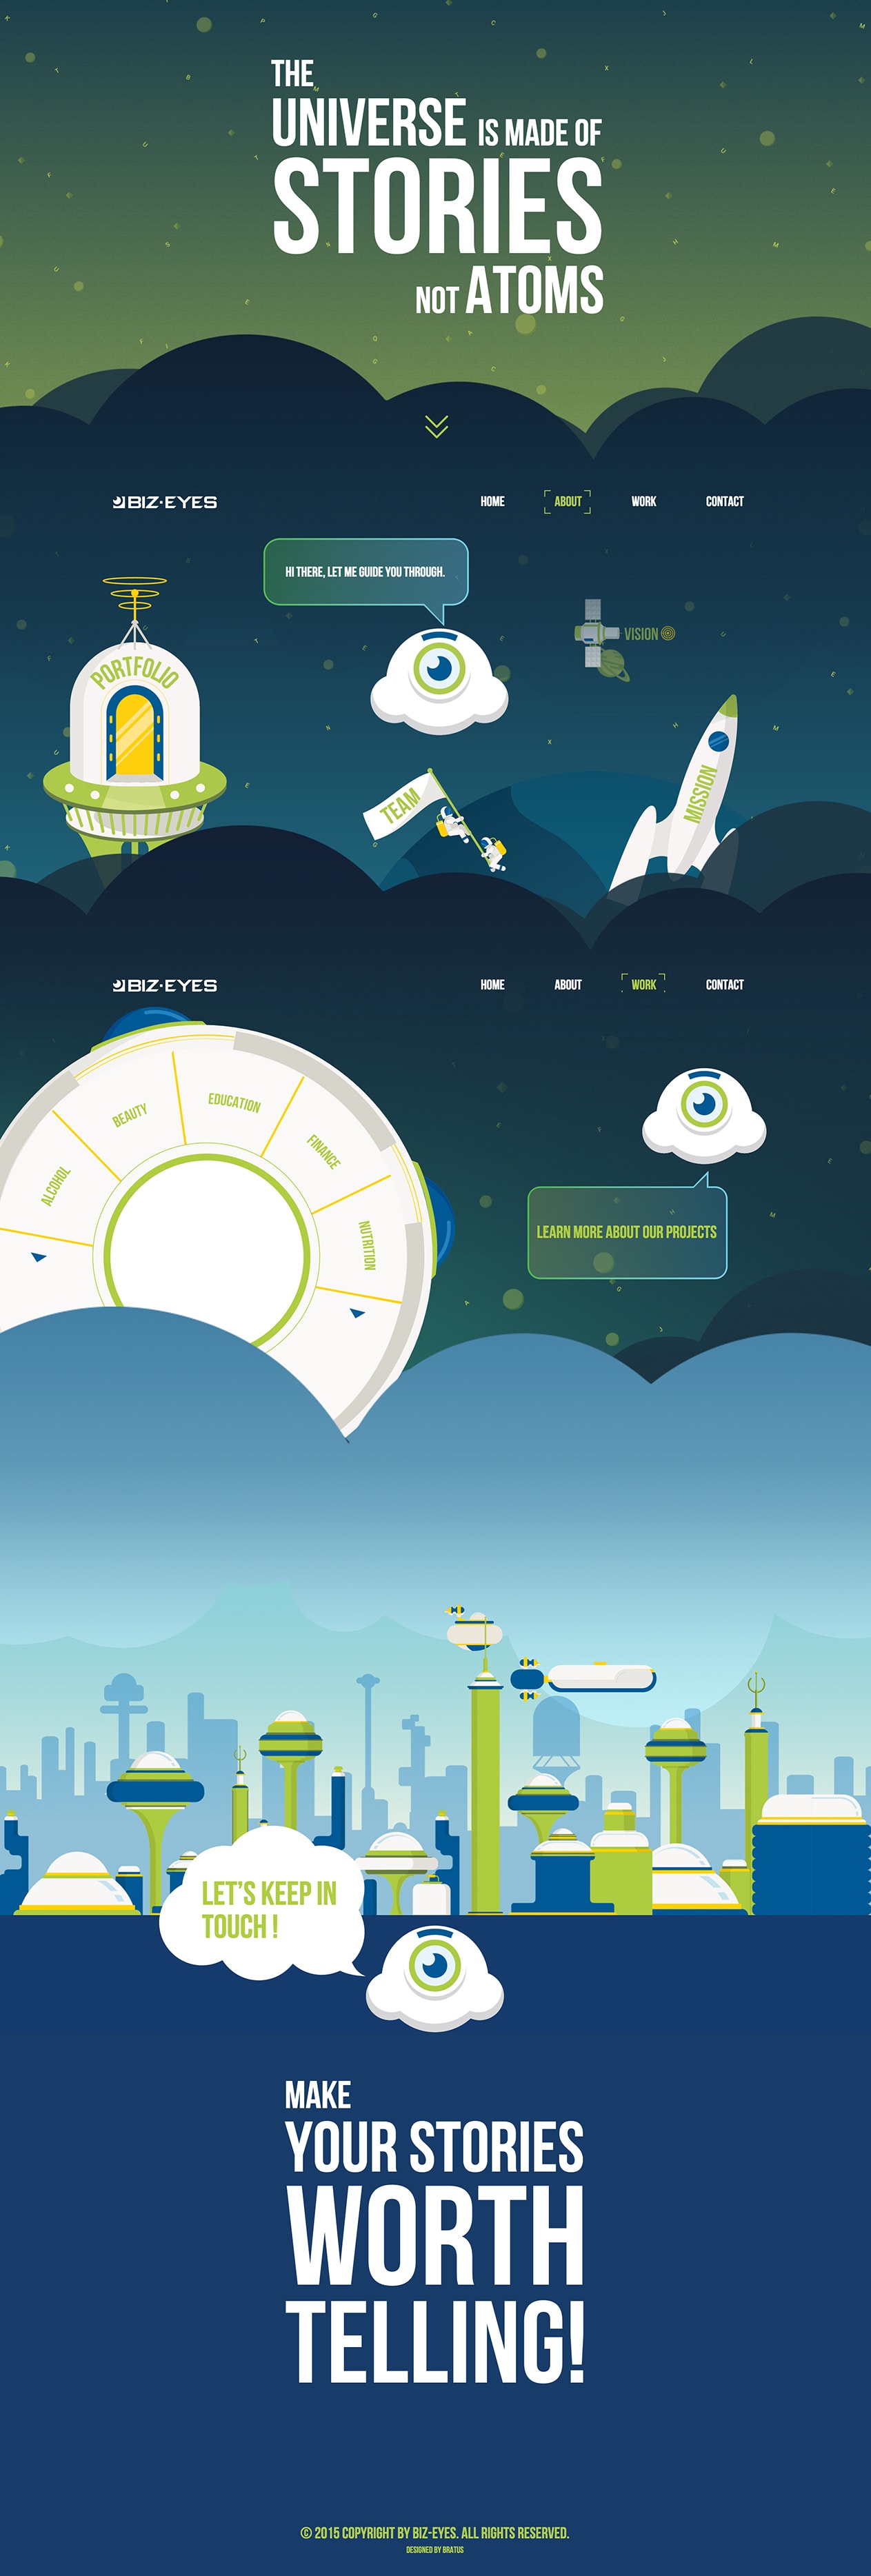 THE
UNIVERSE IS MADE OF
STORIES
NOT ATOMS
BIZ-EYES
HOME ABOUT WORK CONTACT
HI THERE, LET ME GUIDE YOU THROUGH.
VISION
PORTFOLIO
TEAM
MISSION
BIZ-EYES
HOME ABOUT WORK CONTACT
ALCOHOL
BEAUTY
EDUCATION
FINANCE
NUTRITION
LEARN MORE ABOUT OUR PROJECTS
LET'S KEEP IN
TOUCH !
MAKE
YOUR STORIES
WORTH
TELLING!
© 2015 COPYRIGHT BY BIZ-EYES. ALL RIGHTS RESERVED.
DESIGNED BY BRATUS